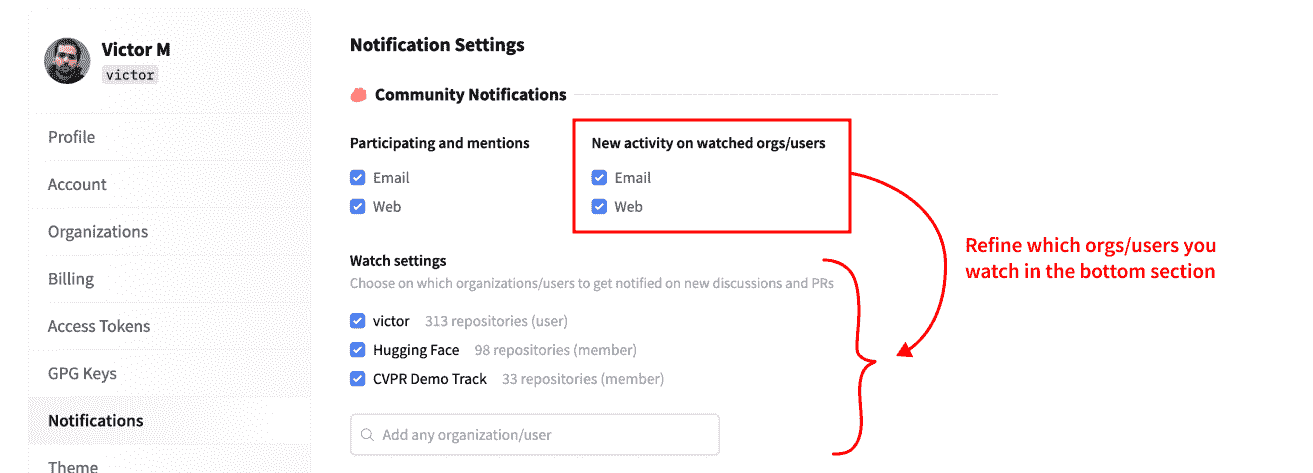 Victor M
victor
Profile
Account
Organizations
Billing
Access Tokens
GPG Keys
Notifications
Theme
Notification Settings
Community Notifications
Participating and mentions
Email
Web
New activity on watched orgs/users
Email
Web
Refine which orgs/users you
watch in the bottom section
Watch settings
Choose on which organizations/users to get notified on new discussions and PRs
victor 313 repositories (user)
Hugging Face 98 repositories (member)
CVPR Demo Track 33 repositories (member)
Add any organization/user